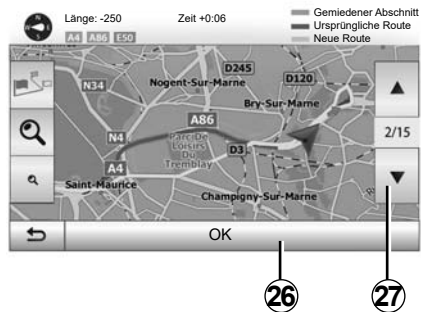 Länge: -250 Zeit +0:06
Gemiedener Abschnitt
Ursprüngliche Route
Neue Route
A4 A86 E50
D245
N34
D120
Nogent-Sur-Marne
Bry-Sur-Marne
A86
2/15
N4
Parc De
Loisirs
Du
Tremblay
D3
A4
Saint-Maurice
Champigny-Sur-Marne
OK
26
27